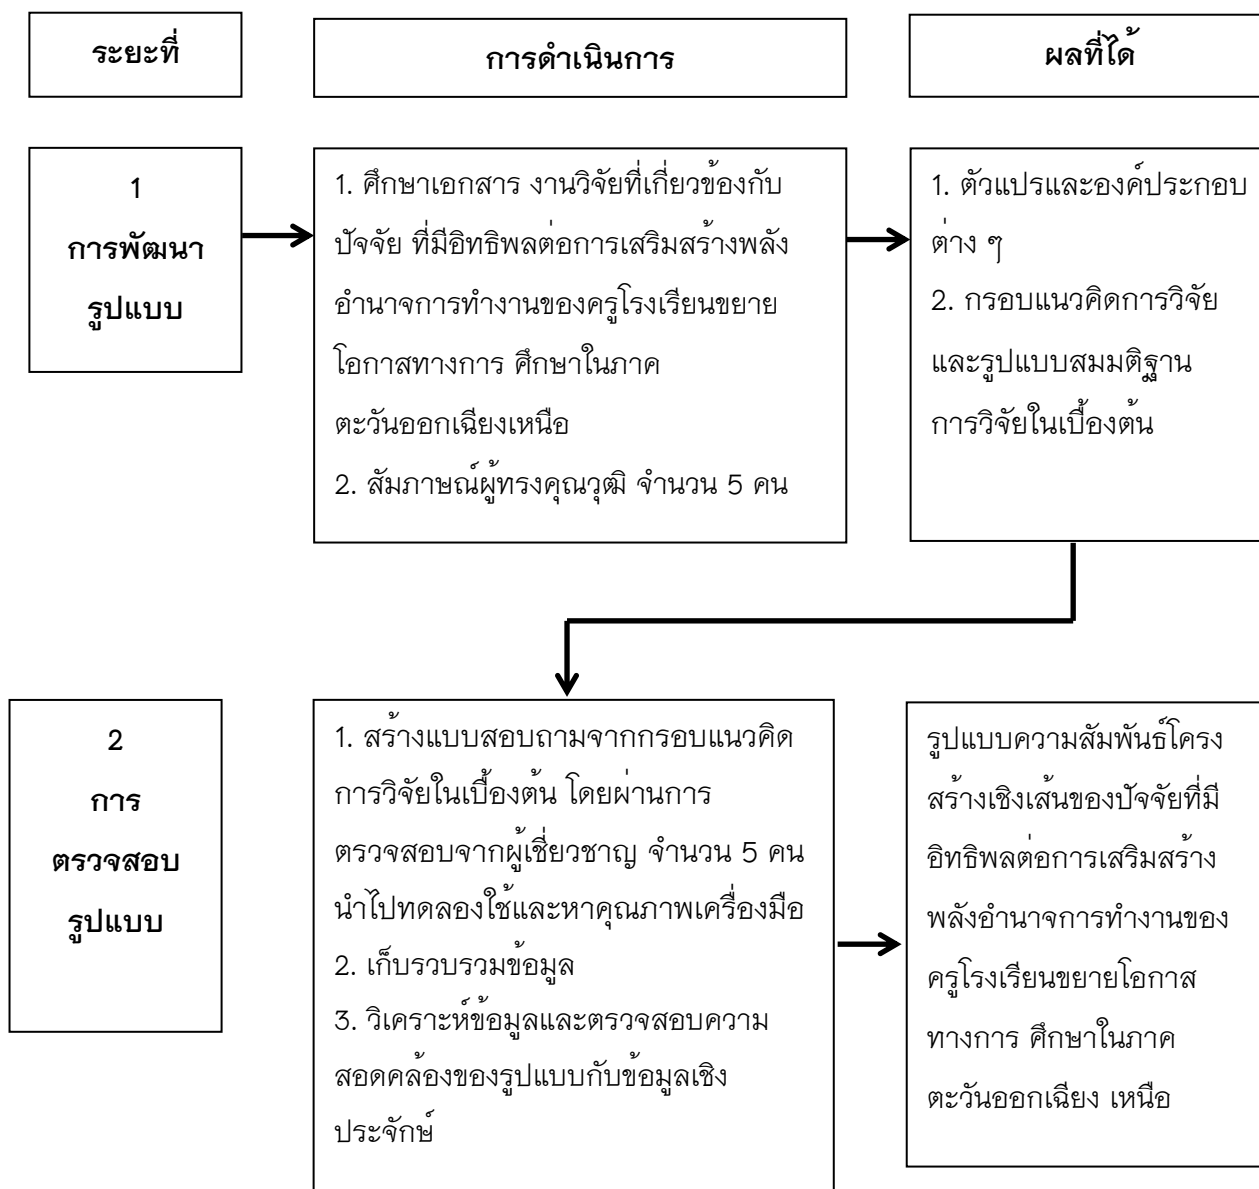 ระยะที่
การดำเนินการ
ผลที่ได้
1
การพัฒนา
รูปแบบ
1. ศึกษาเอกสาร งานวิจัยที่เกี่ยวข้องกับ
ปัจจัย ที่มีอิทธิพลต่อการเสริมสร้างพลัง
อำนาจการทำงานของครูโรงเรียนขยาย
โอกาสทางการ ศึกษาในภาค
ตะวันออกเฉียงเหนือ
2. สัมภาษณ์ผู้ทรงคุณวุฒิ จำนวน 5 คน
1. ตัวแปรและองค์ประกอบ
ต่าง ๆ
2. กรอบแนวคิดการวิจัย
และรูปแบบสมมติฐาน
การวิจัยในเบื้องต้น
2
การ
ตรวจสอบ
รูปแบบ
1. สร้างแบบสอบถามจากกรอบแนวคิด
การวิจัยในเบื้องต้น โดยผ่านการ
ตรวจสอบจากผู้เชี่ยวชาญ จำนวน 5 คน
นำไปทดลองใช้และหาคุณภาพเครื่องมือ
2. เก็บรวบรวมข้อมูล
3. วิเคราะห์ข้อมูลและตรวจสอบความ
สอดคล้องของรูปแบบกับข้อมูลเชิง
ประจักษ์
รูปแบบความสัมพันธ์โครง
สร้างเชิงเส้นของปัจจัยที่มี
อิทธิพลต่อการเสริมสร้าง
พลังอำนาจการทำงานของ
ครูโรงเรียนขยายโอกาส
ทางการ ศึกษาในภาค
ตะวันออกเฉียง เหนือ